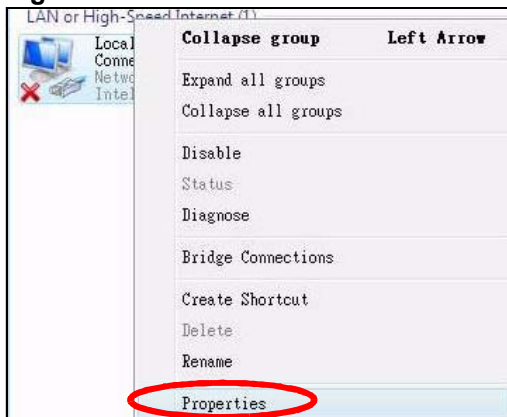 LAN or High-Speed Internet (1)
Local
Conne
Netwo
Intel
Collapse group Left Arrow
Expand all groups
Collapse all groups
Disable
Status
Diagnose
Bridge Connections
Create Shortcut
Delete
Rename
Properties